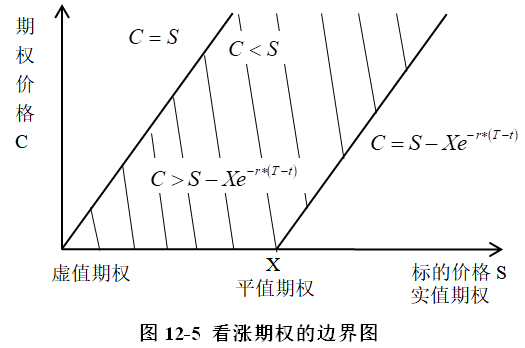 期
权
价
格
C
C = S
C < S
C = S − Xe^{−r*(T−t)}
C > S − Xe^{−r*(T−t)}
X
虚值期权
平值期权
标的价格 S
实值期权
图 12-5 看涨期权的边界图